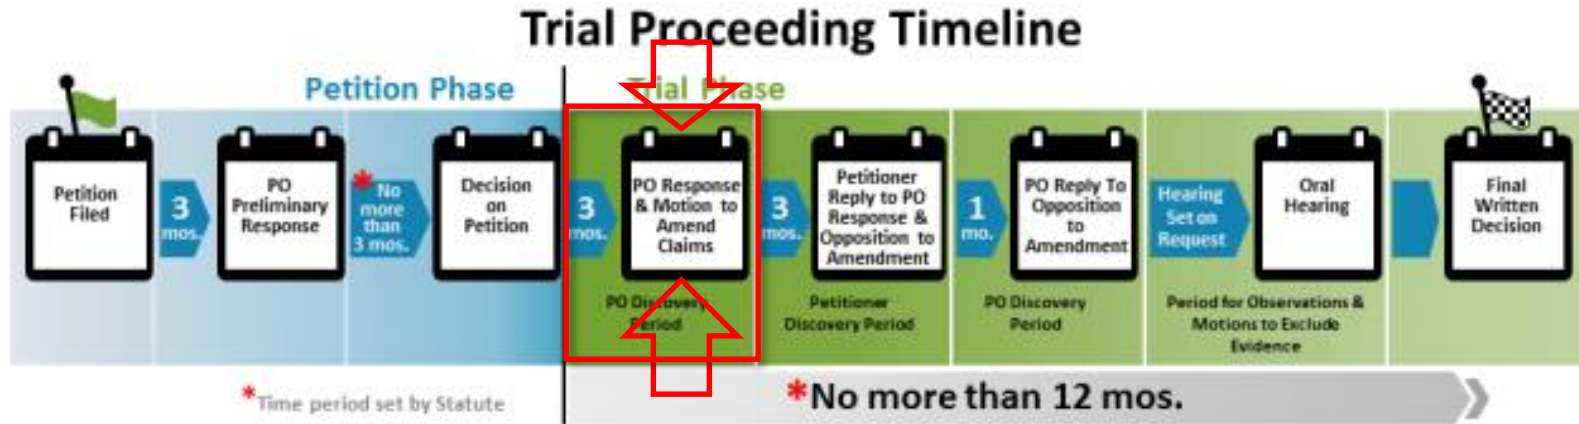 Trial Proceeding Timeline
Petition Phase
Trial Phase
Petition
Filed
3
mos.
PO
Preliminary
Response
*No
more
than
3 mos.
Decision
on
Petition
3
mos.
PO Response
& Motion to
Amend
Claims
3
mos.
Petitioner
Reply to PO
Response &
Opposition to
Amendment
1
mo.
PO Reply To
Opposition
to
Amendment
Hearing
Set on
Request
Oral
Hearing
Final
Written
Decision
PO Discovery
Period
Petitioner
Discovery Period
PO Discovery
Period
Period for Observations &
Motions to Exclude
Evidence
*Time period set by Statute
*No more than 12 mos.